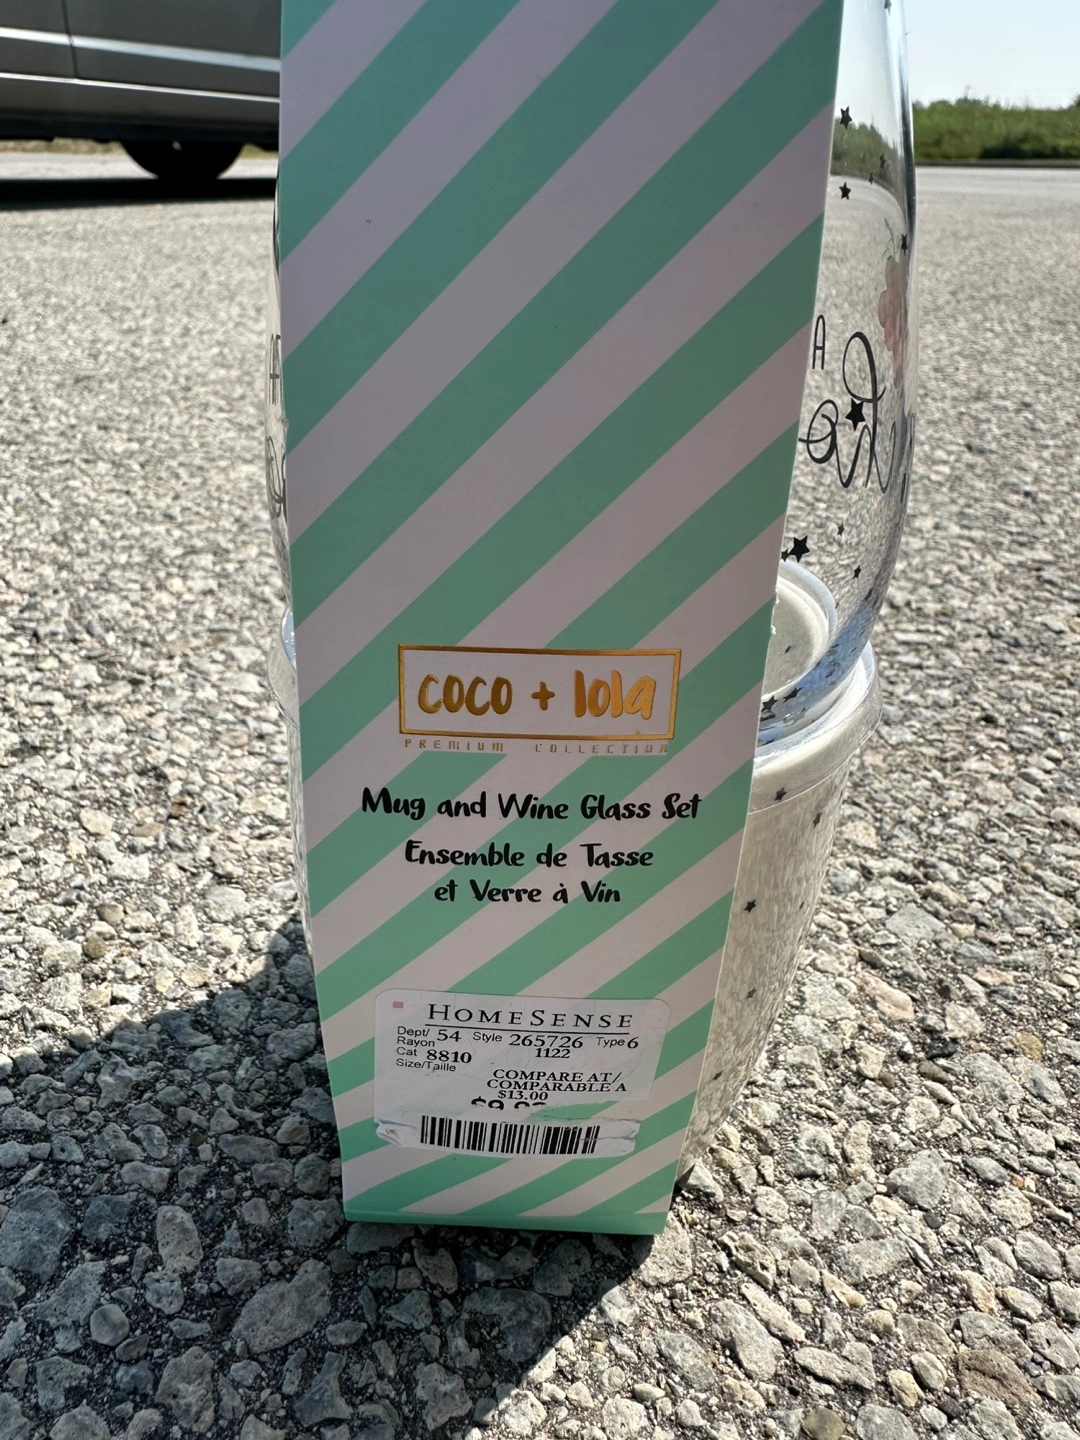 A
coco + lola
PREMIUM COLLECTION
Mug and Wine Glass Set
Ensemble de Tasse
et Verre à Vin
HOMESENSE
Dept/ 54 Style 265726 Type 6
Rayon
Cat 8810 1122
Size/Taille
COMPARE AT/
COMPARABLE A
$13.00